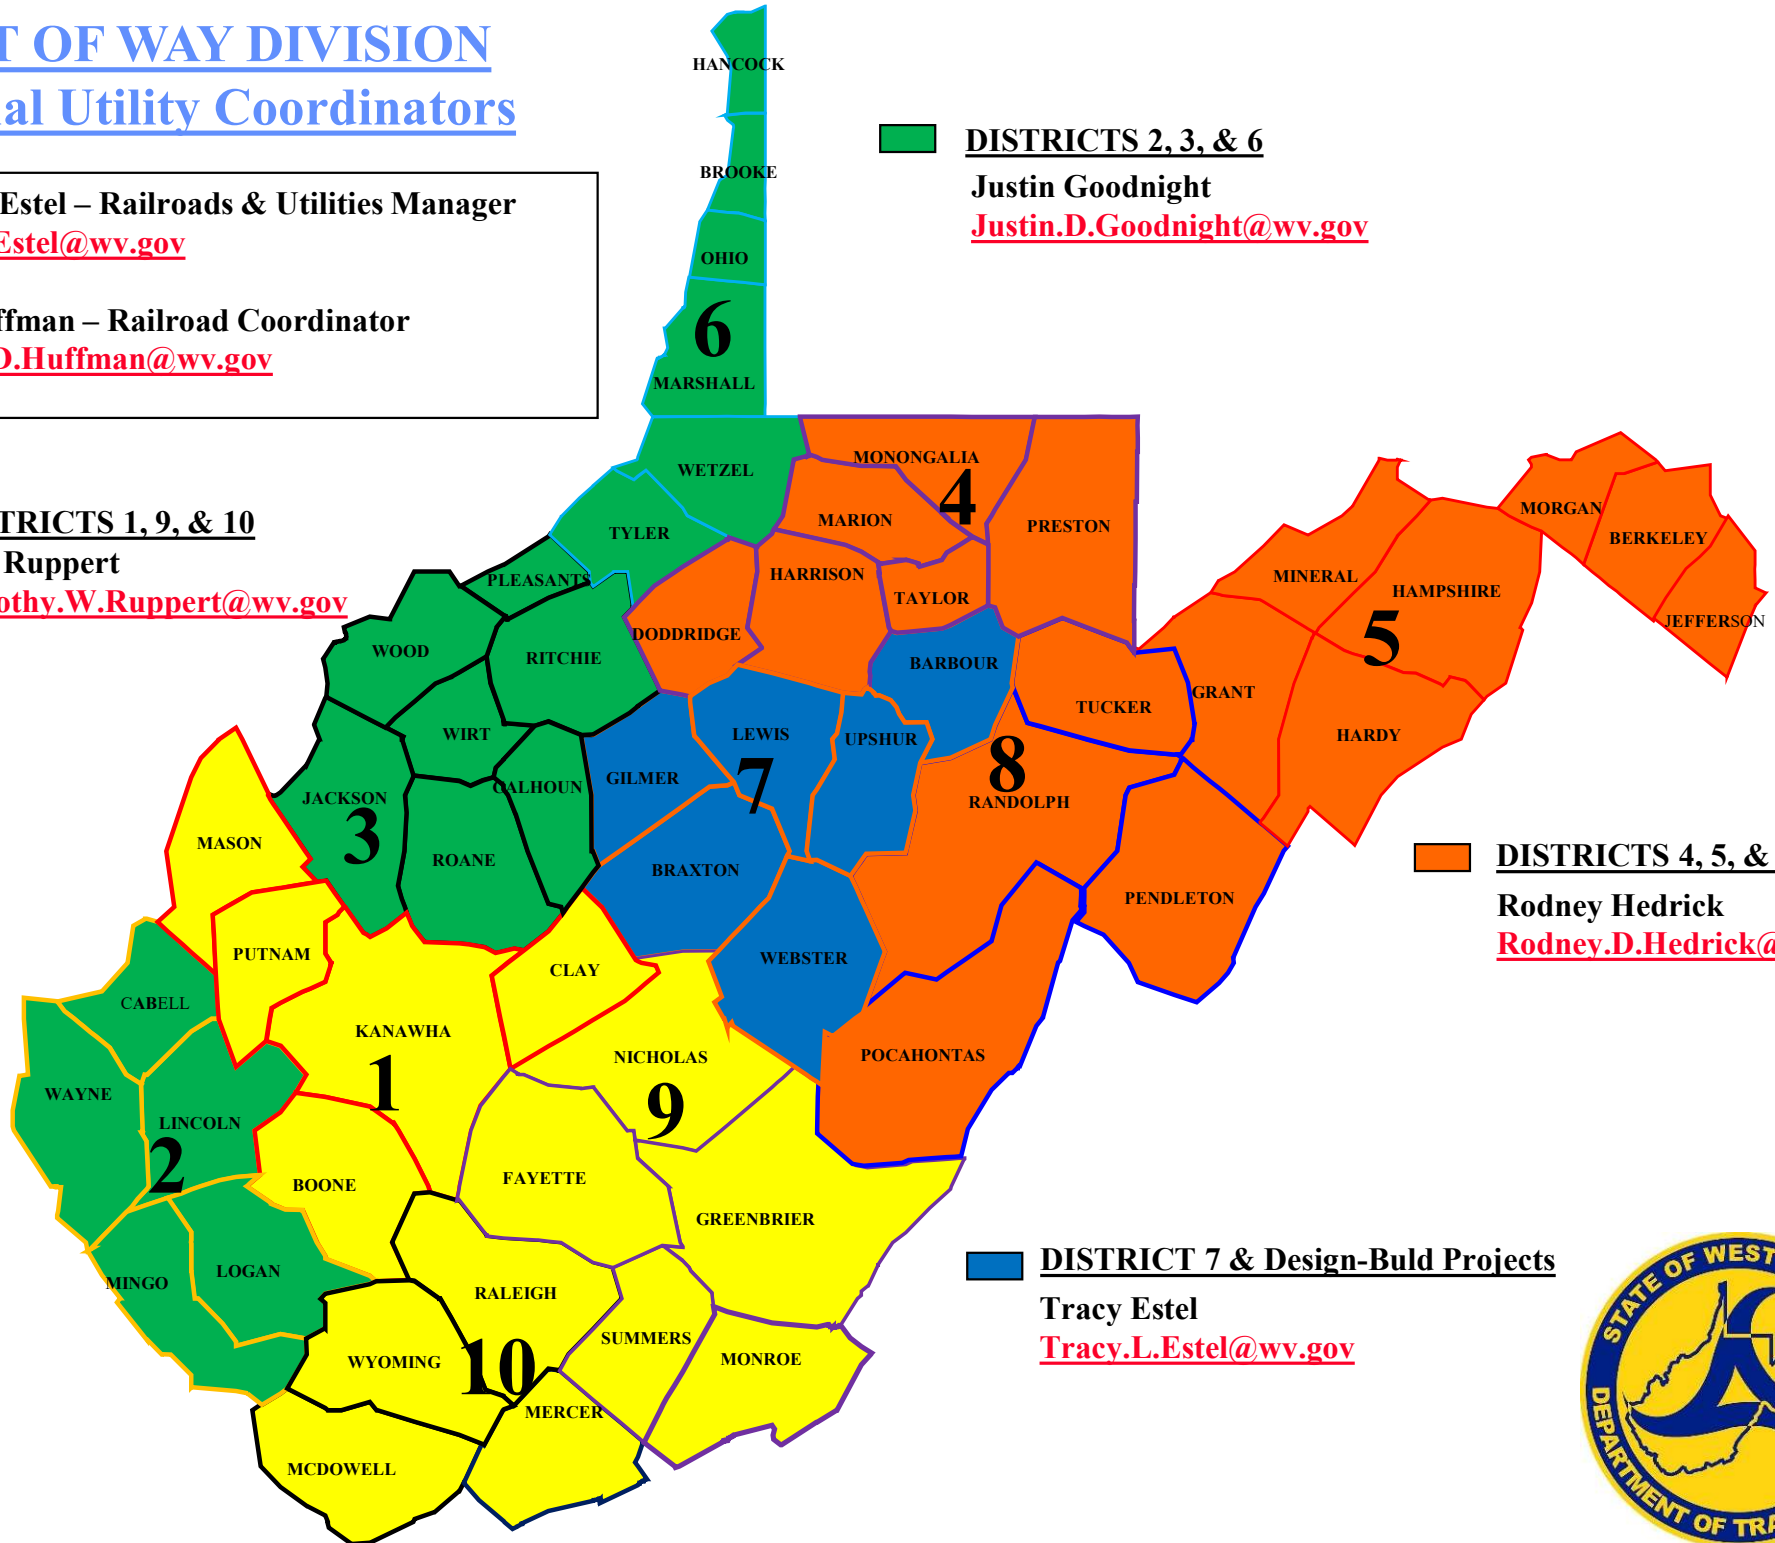 T OF WAY DIVISION
al Utility Coordinators
Estel – Railroads & Utilities Manager
Estel@wv.gov
ffman – Railroad Coordinator
D.Huffman@wv.gov
TRICTS 1, 9, & 10
Ruppert
othy.W.Ruppert@wv.gov
DISTRICTS 2, 3, & 6
Justin Goodnight
Justin.D.Goodnight@wv.gov
HANCOCK
BROOKE
OHIO
6
MARSHALL
WETZEL
TYLER
PLEASANTS
MONONGALIA
4
MARION
PRESTON
HARRISON
TAYLOR
DODDRIDGE
MORGAN
BERKELEY
JEFFERSON
MINERAL
HAMPSHIRE
5
GRANT
HARDY
WOOD
RITCHIE
WIRT
CALHOUN
JACKSON
3
ROANE
BARBOUR
LEWIS
UPSHUR
GILMER
7
BRAXTON
WEBSTER
TUCKER
8
RANDOLPH
PENDLETON
POCAHONTAS
MASON
PUTNAM
CABELL
WAYNE
LINCOLN
2
MINGO
LOGAN
CLAY
KANAWHA
1
BOONE
NICHOLAS
9
FAYETTE
GREENBRIER
RALEIGH
SUMMERS
MONROE
WYOMING
10
MERCER
MCDOWELL
DISTRICTS 4, 5, &
Rodney Hedrick
Rodney.D.Hedrick@
DISTRICT 7 & Design-Buld Projects
Tracy Estel
Tracy.L.Estel@wv.gov
STATE OF WEST
DEPARTMENT OF TRA